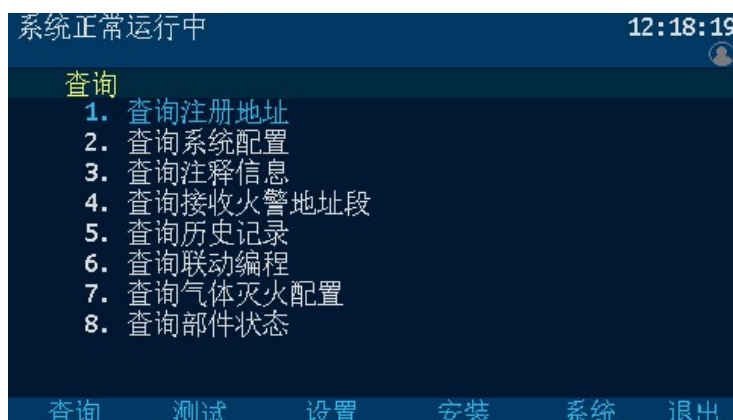 系统正常运行中 12:18:19
查询
1. 查询注册地址
2. 查询系统配置
3. 查询注释信息
4. 查询接收火警地址段
5. 查询历史记录
6. 查询联动编程
7. 查询气体灭火配置
8. 查询部件状态
查询 测试 设置 安装 系统 退出